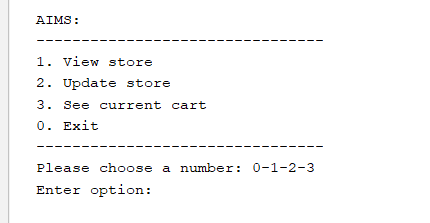 AIMS:
--------------------------------
1. View store
2. Update store
3. See current cart
0. Exit
--------------------------------
Please choose a number: 0-1-2-3
Enter option: